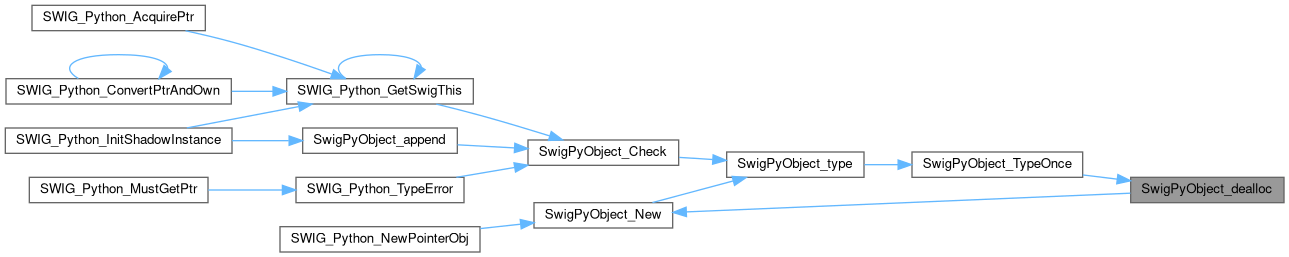 SWIG_Python_AcquirePtr
SWIG_Python_ConvertPtrAndOwn
SWIG_Python_GetSwigThis
SWIG_Python_InitShadowInstance
SwigPyObject_append
SwigPyObject_Check
SwigPyObject_type
SwigPyObject_TypeOnce
SwigPyObject_dealloc
SWIG_Python_MustGetPtr
SWIG_Python_TypeError
SwigPyObject_New
SWIG_Python_NewPointerObj